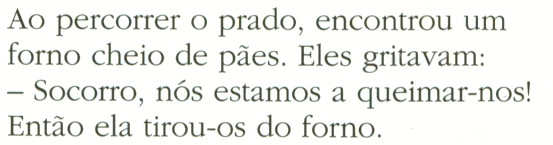 Ao percorrer o prado, encontrou um
forno cheio de pães. Eles gritavam:
– Socorro, nós estamos a queimar-nos!
Então ela tirou-os do forno.